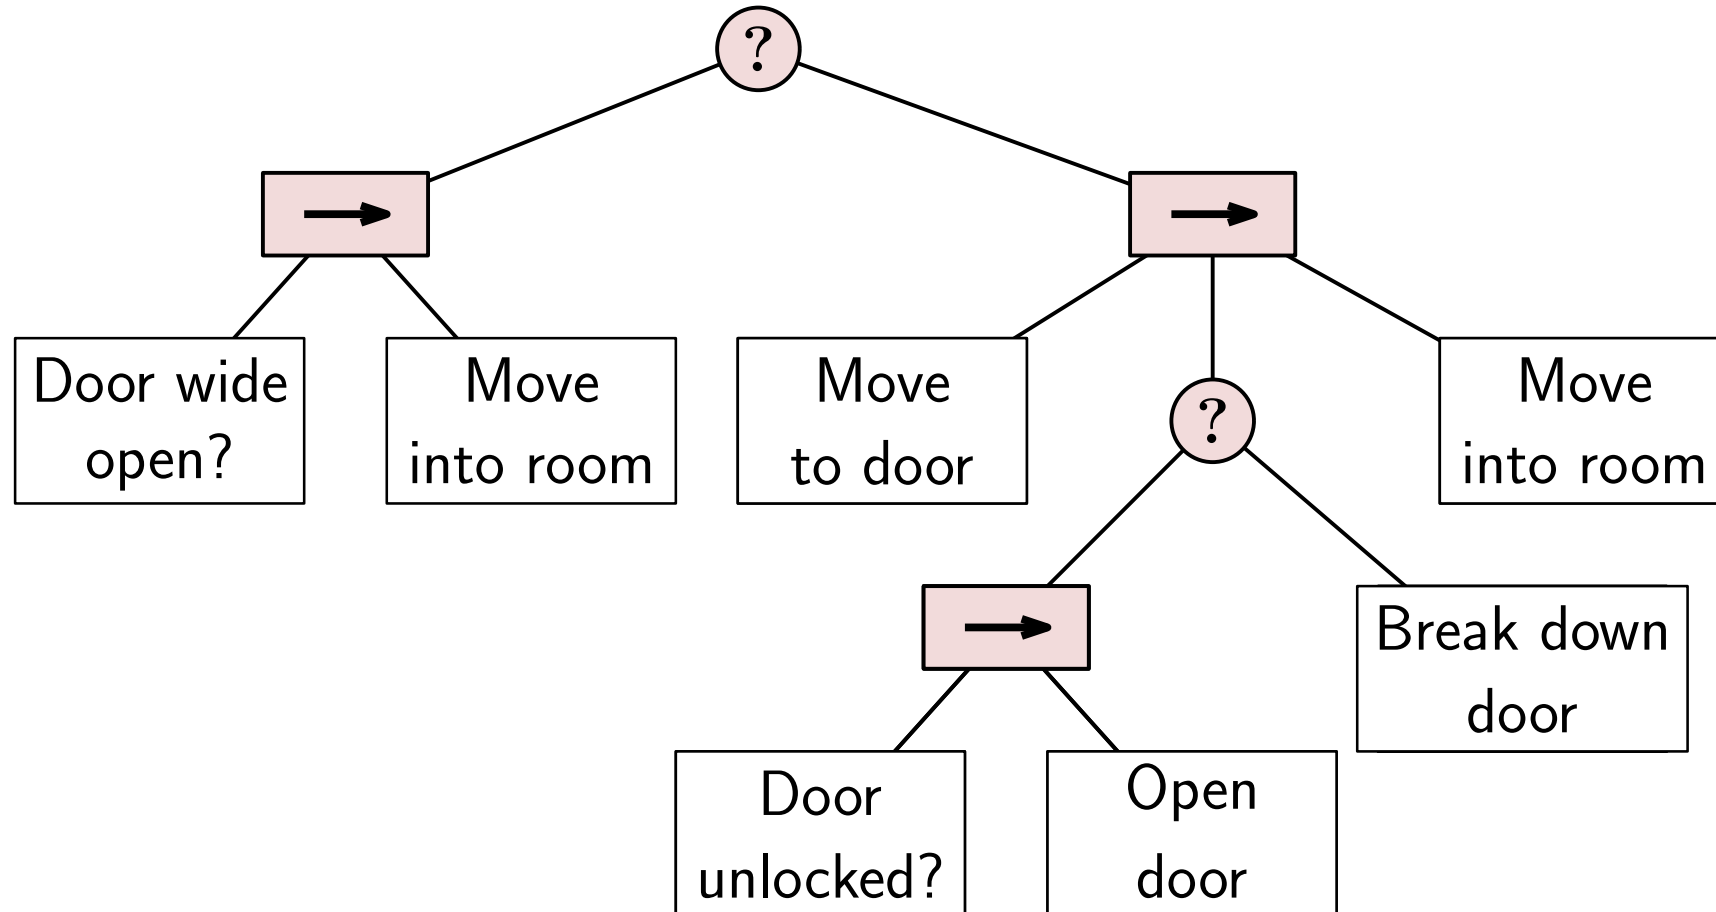 ?
→
→
Door wide
open?
Move
into room
Move
to door
?
Move
into room
→
Break down
door
Door
unlocked?
Open
door